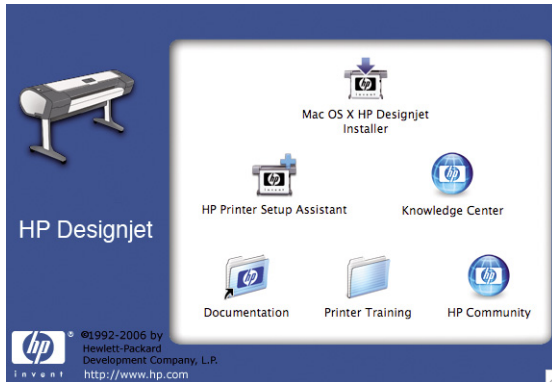 Mac OS X HP Designjet
Installer
HP Printer Setup Assistant
Knowledge Center
HP Designjet
Documentation
Printer Training
HP Community
hp
®
invent
©1992-2006 by
Hewlett-Packard
Development Company, L.P.
http://www.hp.com